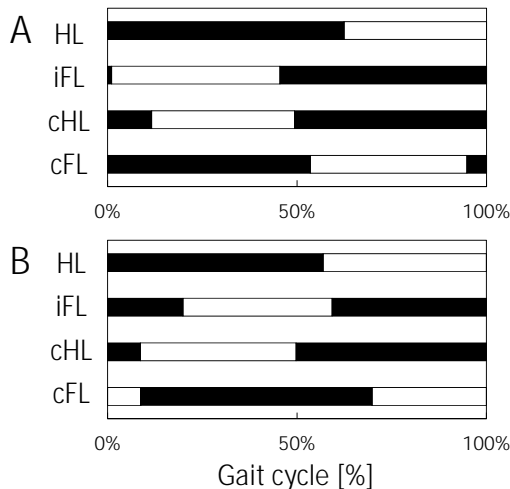 A
HL
iFL
cHL
cFL
0% 50% 100%
B
HL
iFL
cHL
cFL
0% 50% 100%
Gait cycle [%]